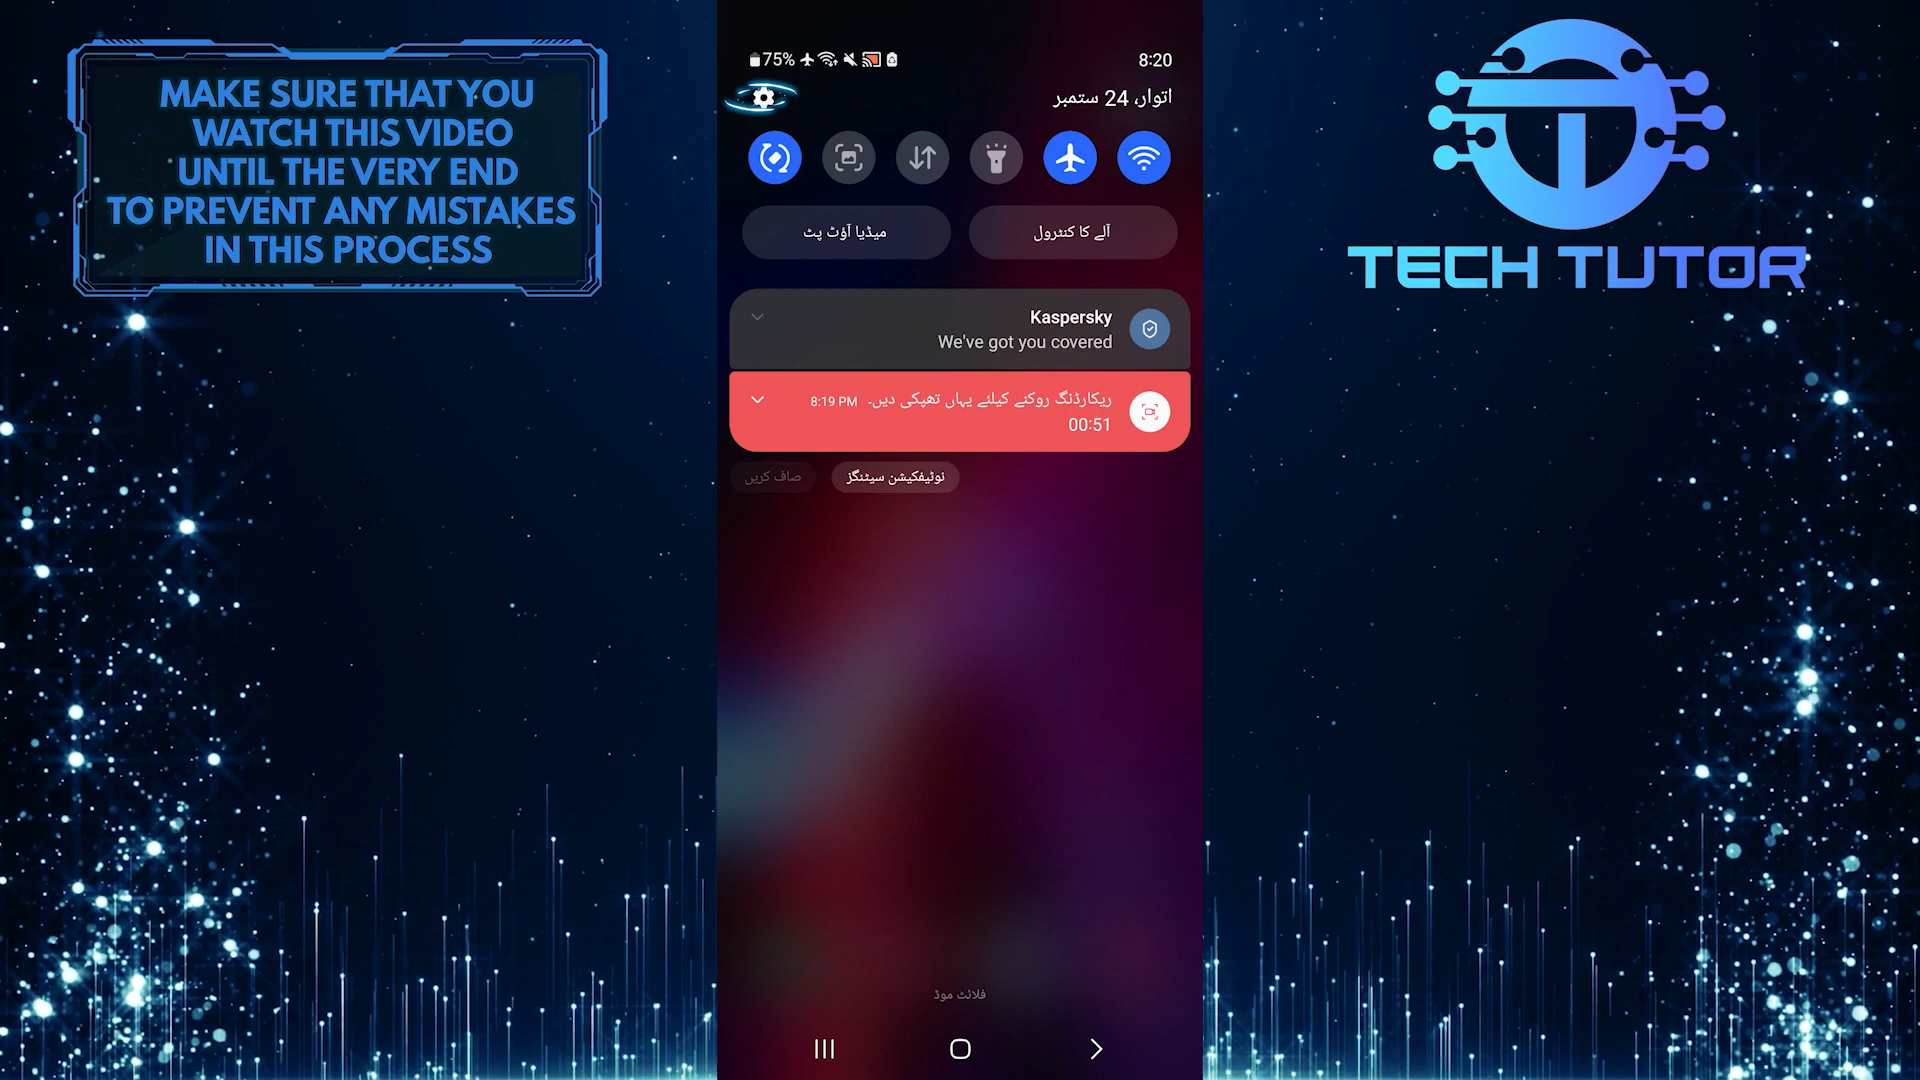 MAKE SURE THAT YOU
WATCH THIS VIDEO
UNTIL THE VERY END
TO PREVENT ANY MISTAKES
IN THIS PROCESS
75%
8:20
اتوار، 24 ستمبر
آلے کا کنٹرول
میڈیا آؤٹ پٹ
Kaspersky
We've got you covered
ریکارڈنگ روکنے کیلئے یہاں تھپکی دیں۔ 8:19 PM
00:51
نوٹیفکیشن سیٹنگز
صاف کریں
فلائٹ موڈ
TECH TUTOR